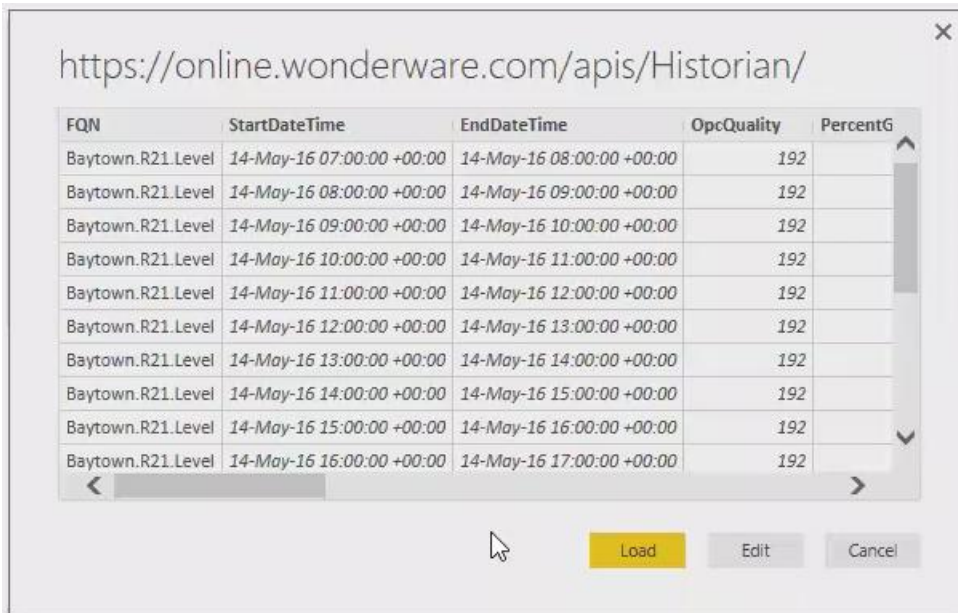 https://online.wonderware.com/apis/Historian/
FQN StartDateTime EndDateTime OpcQuality PercentG
Baytown.R21.Level 14-May-16 07:00:00 +00:00 14-May-16 08:00:00 +00:00 192
Baytown.R21.Level 14-May-16 08:00:00 +00:00 14-May-16 09:00:00 +00:00 192
Baytown.R21.Level 14-May-16 09:00:00 +00:00 14-May-16 10:00:00 +00:00 192
Baytown.R21.Level 14-May-16 10:00:00 +00:00 14-May-16 11:00:00 +00:00 192
Baytown.R21.Level 14-May-16 11:00:00 +00:00 14-May-16 12:00:00 +00:00 192
Baytown.R21.Level 14-May-16 12:00:00 +00:00 14-May-16 13:00:00 +00:00 192
Baytown.R21.Level 14-May-16 13:00:00 +00:00 14-May-16 14:00:00 +00:00 192
Baytown.R21.Level 14-May-16 14:00:00 +00:00 14-May-16 15:00:00 +00:00 192
Baytown.R21.Level 14-May-16 15:00:00 +00:00 14-May-16 16:00:00 +00:00 192
Baytown.R21.Level 14-May-16 16:00:00 +00:00 14-May-16 17:00:00 +00:00 192
Load Edit Cancel